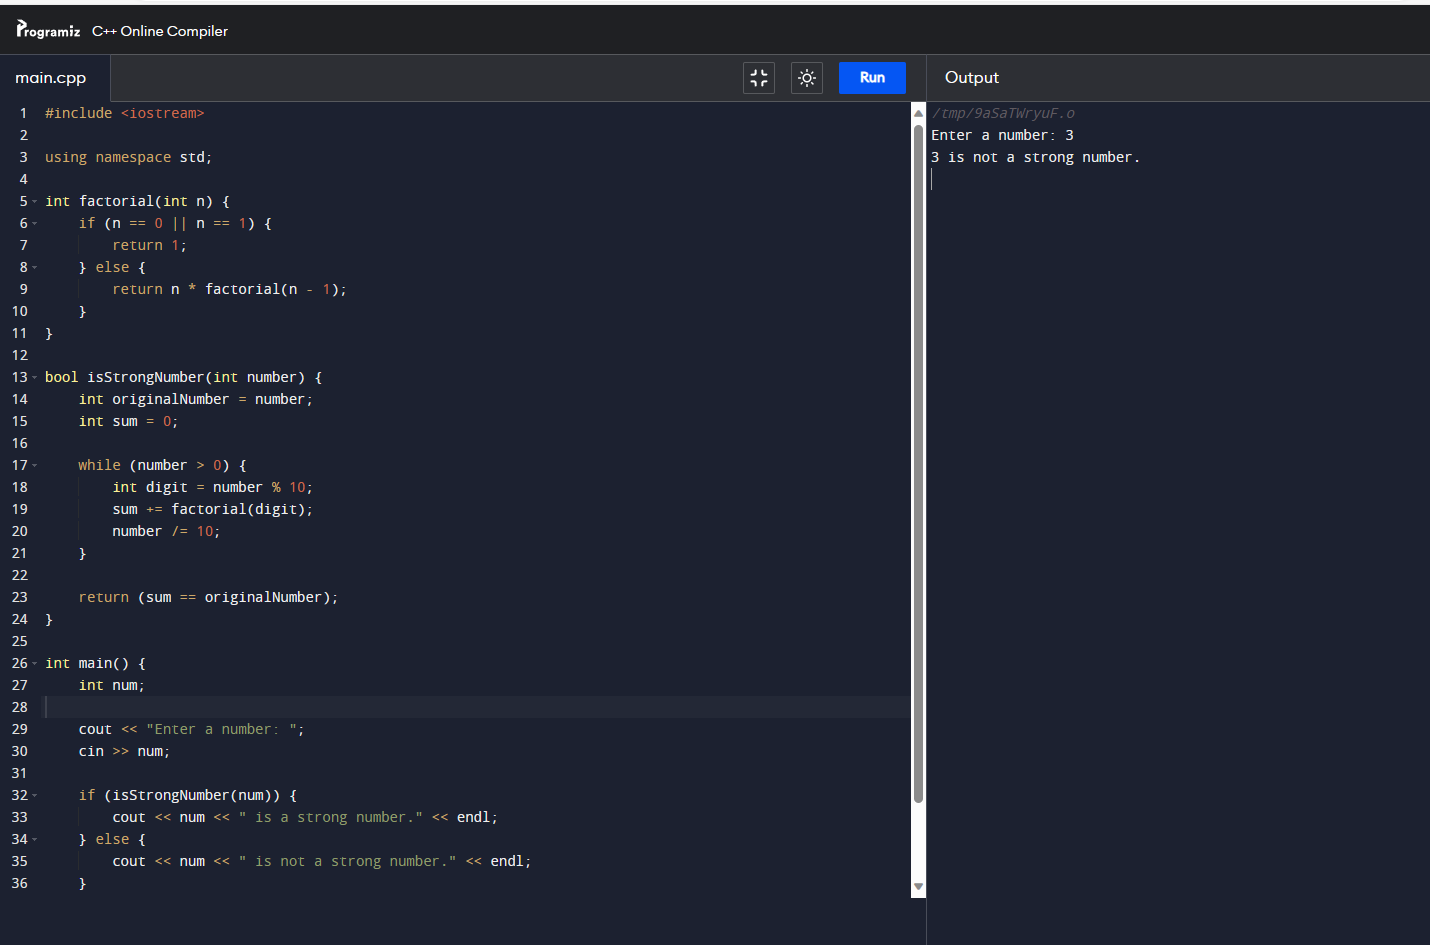 Programiz C++ Online Compiler
main.cpp
Run
Output
1 #include <iostream>
2
3 using namespace std;
4
5 int factorial(int n) {
6     if (n == 0 || n == 1) {
7         return 1;
8     } else {
9         return n * factorial(n - 1);
10     }
11 }
12
13 bool isStrongNumber(int number) {
14     int originalNumber = number;
15     int sum = 0;
16
17     while (number > 0) {
18         int digit = number % 10;
19         sum += factorial(digit);
20         number /= 10;
21     }
22
23     return (sum == originalNumber);
24 }
25
26 int main() {
27     int num;
28
29     cout << "Enter a number: ";
30     cin >> num;
31
32     if (isStrongNumber(num)) {
33         cout << num << " is a strong number." << endl;
34     } else {
35         cout << num << " is not a strong number." << endl;
36     }
/tmp/9aSaTWryuF.o
Enter a number: 3
3 is not a strong number.